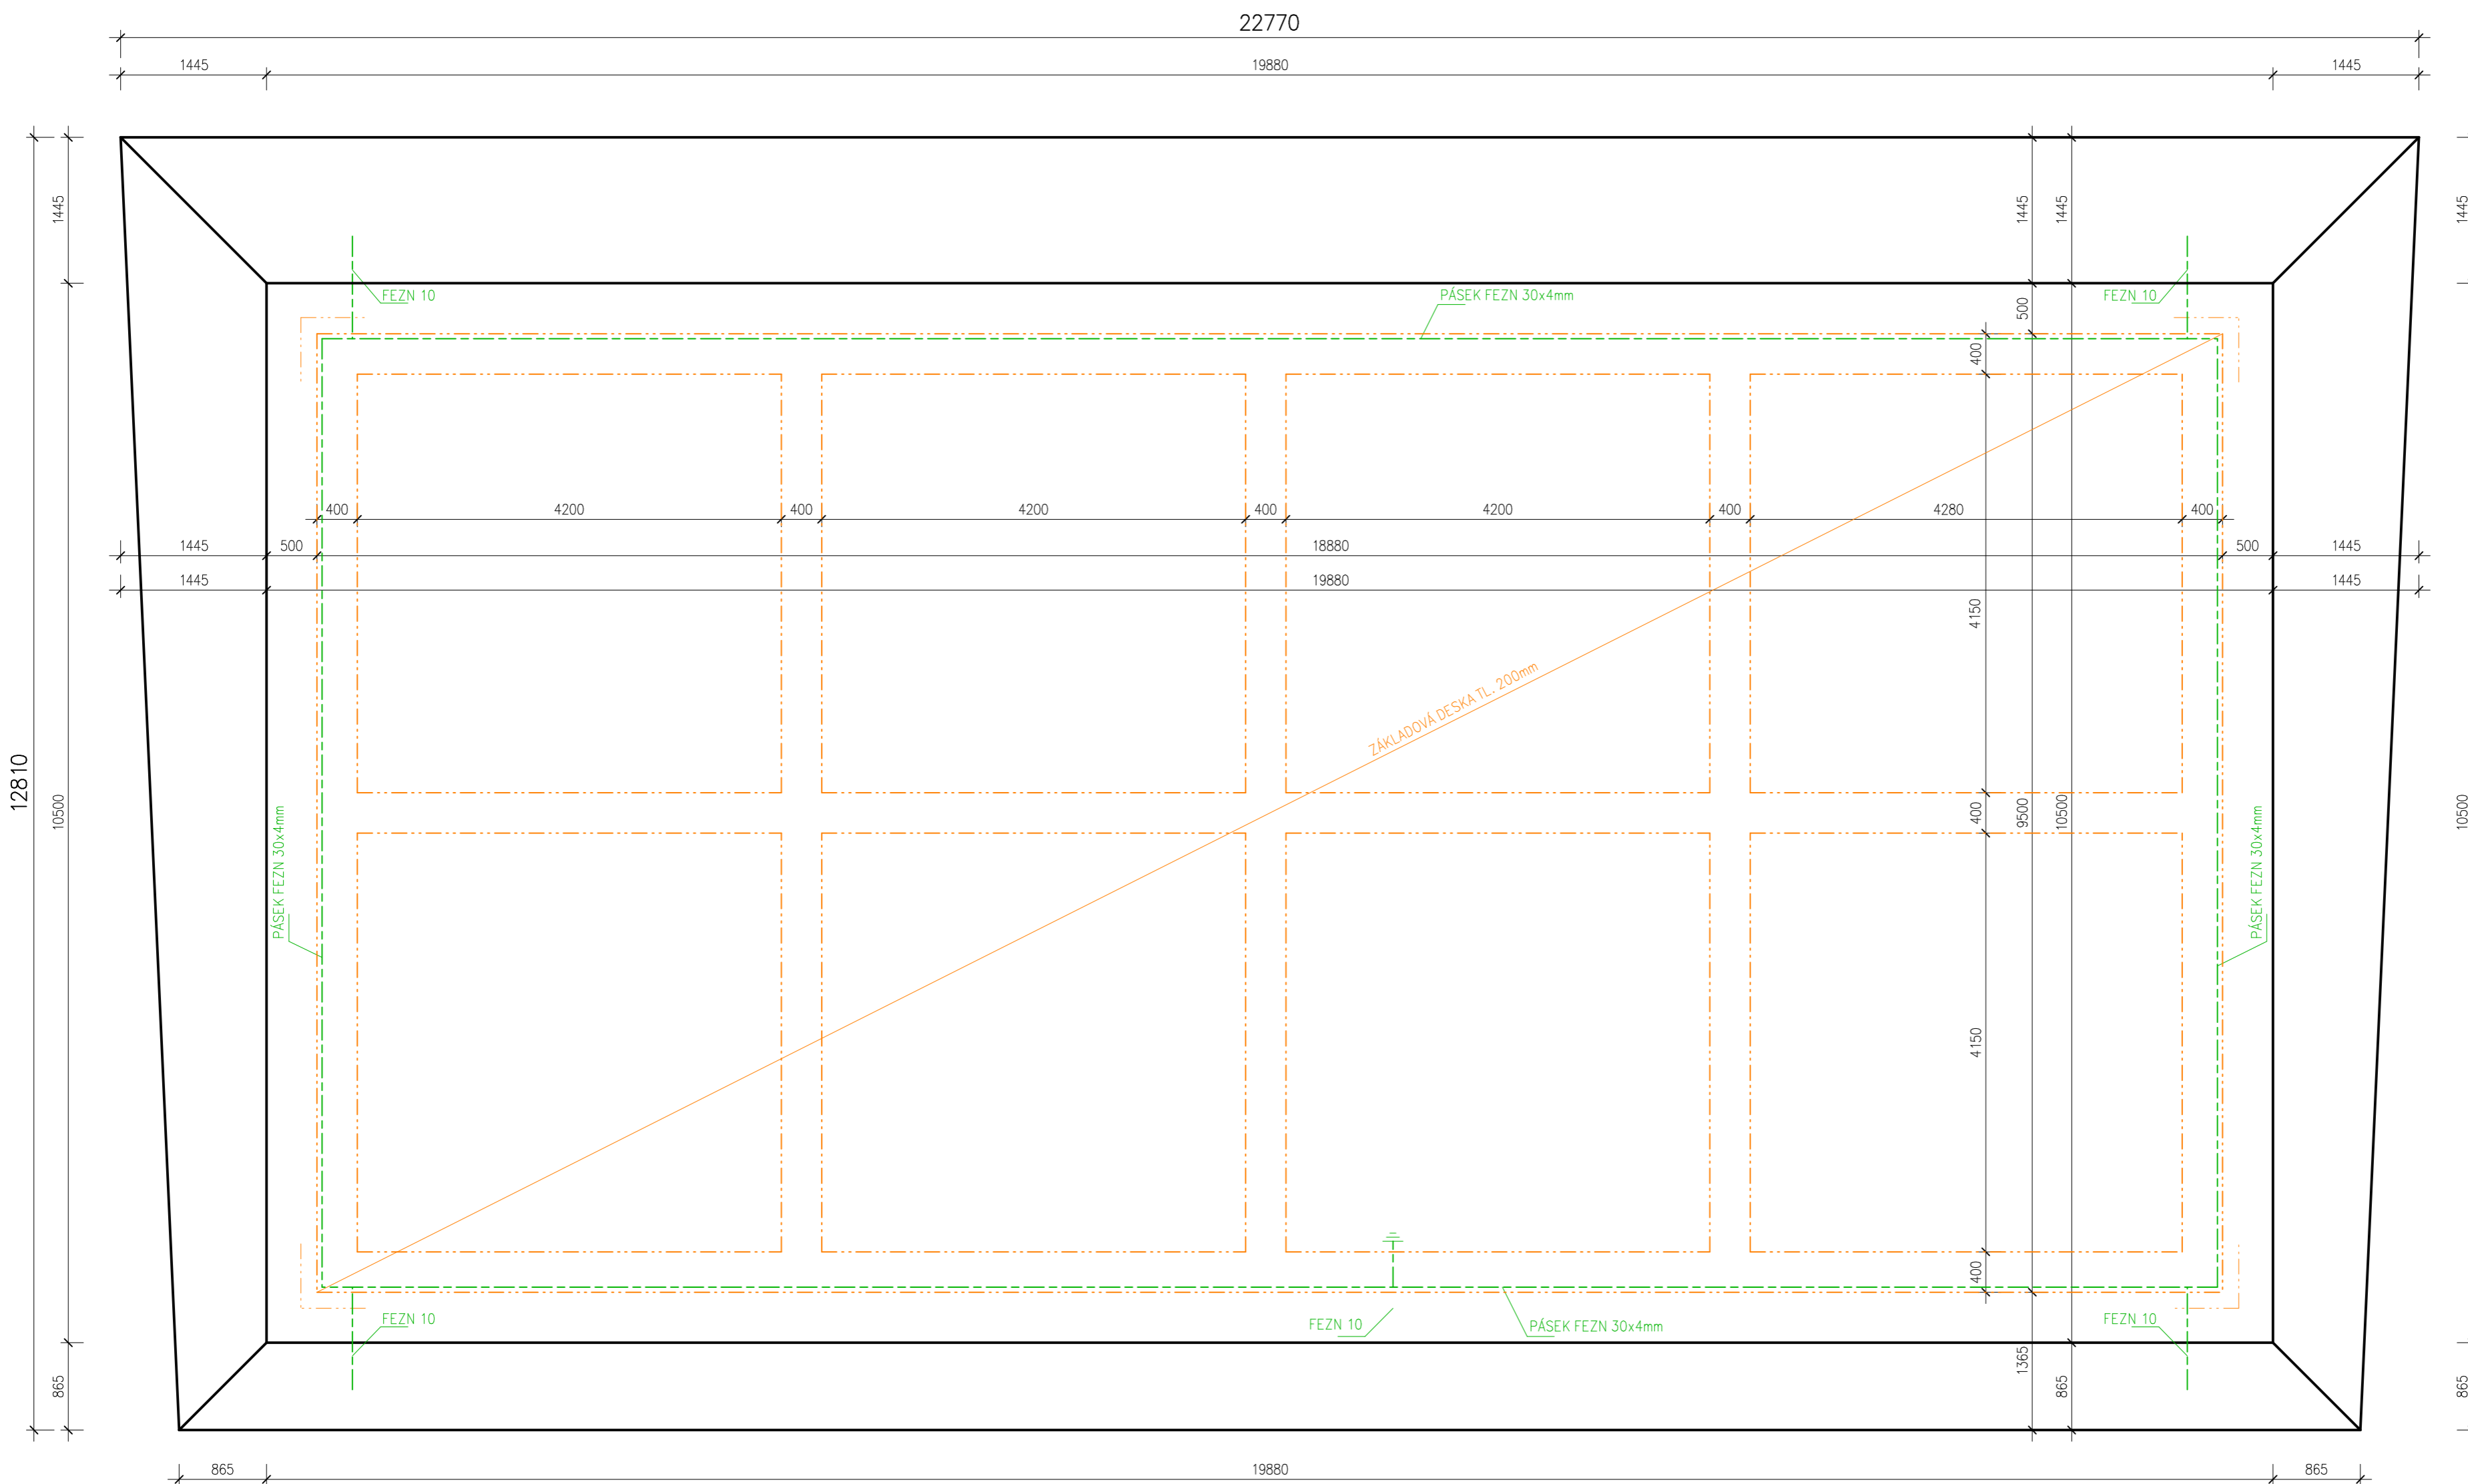 22770
1445 19880 1445
1445 1445 1445 1445
FEZN 10 PÁSEK FEZN 30x4mm FEZN 10 500
400
400 4200 400 4200 400 4200 400 4280 400
1445 500 18880 500 1445
1445 19880 1445
4150
ZÁKLADOVÁ DESKA TL. 200mm
12810 10500 400 9500 10500 10500
PÁSEK FEZN 30x4mm PÁSEK FEZN 30x4mm
4150
400
FEZN 10 FEZN 10 PÁSEK FEZN 30x4mm FEZN 10
865 1365 865 865
865 19880 865